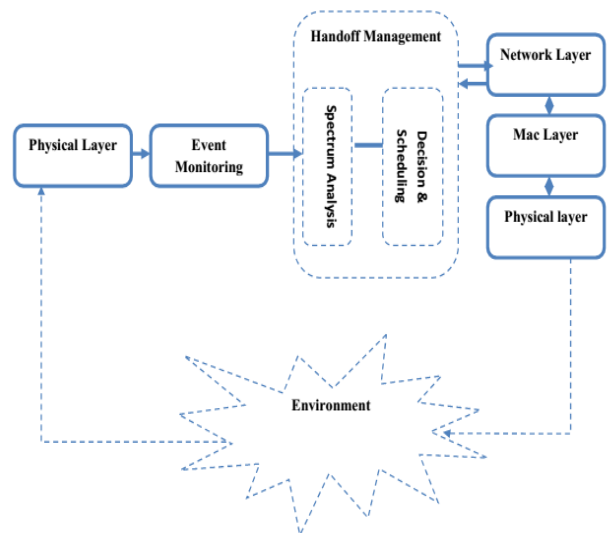 Handoff Management
Network Layer
Physical Layer
Event
Monitoring
Spectrum Analysis
Decision &
Scheduling
Mac Layer
Physical layer
Environment